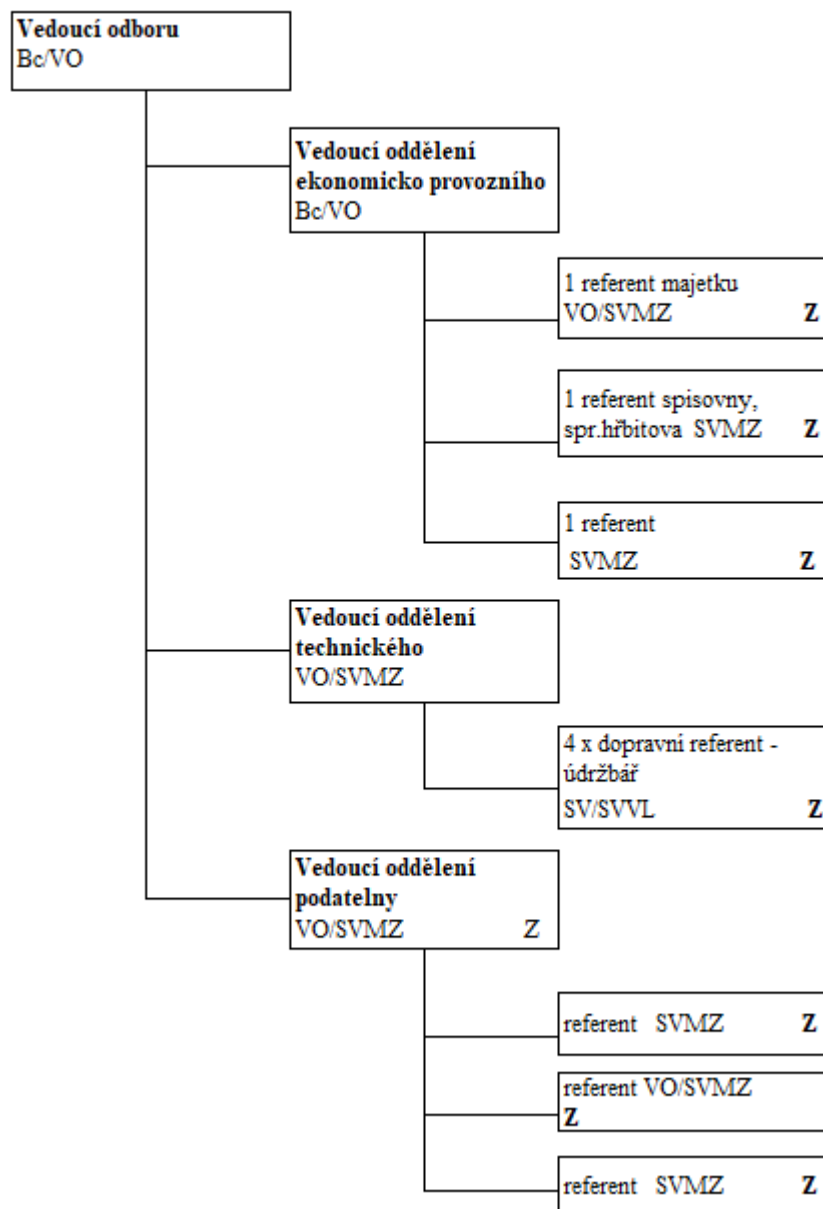 Vedoucí odboru
Bc/VO
Vedoucí oddělení
ekonomicko provozního
Bc/VO
1 referent majetku
VO/SVMZ Z
1 referent spisovny,
spr.hřbitova SVMZ Z
1 referent
SVMZ Z
Vedoucí oddělení
technického
VO/SVMZ
4 x dopravní referent -
údržbář
SV/SVVL Z
Vedoucí oddělení
podatelny
VO/SVMZ Z
referent SVMZ Z
referent VO/SVMZ
Z
referent SVMZ Z